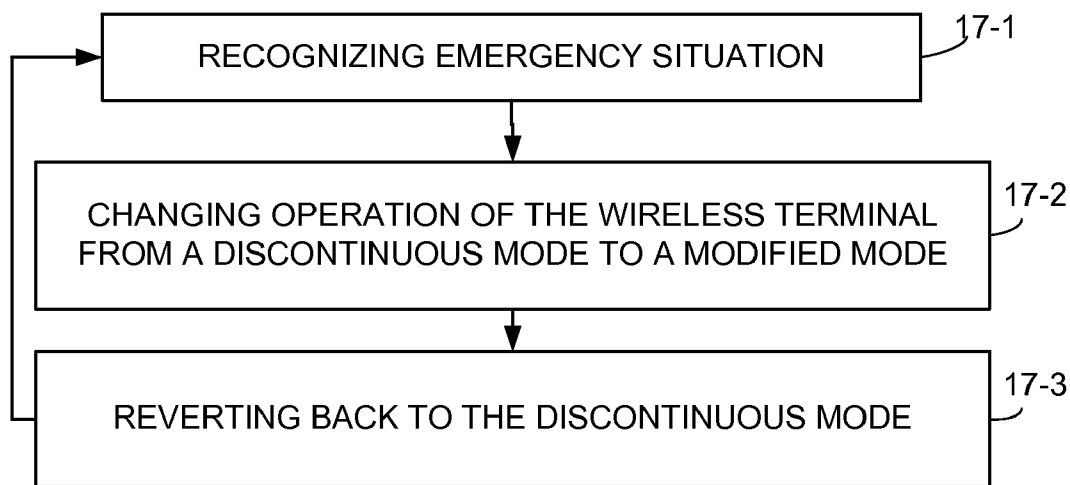 RECOGNIZING EMERGENCY SITUATION
17-1
CHANGING OPERATION OF THE WIRELESS TERMINAL
FROM A DISCONTINUOUS MODE TO A MODIFIED MODE
17-2
REVERTING BACK TO THE DISCONTINUOUS MODE
17-3